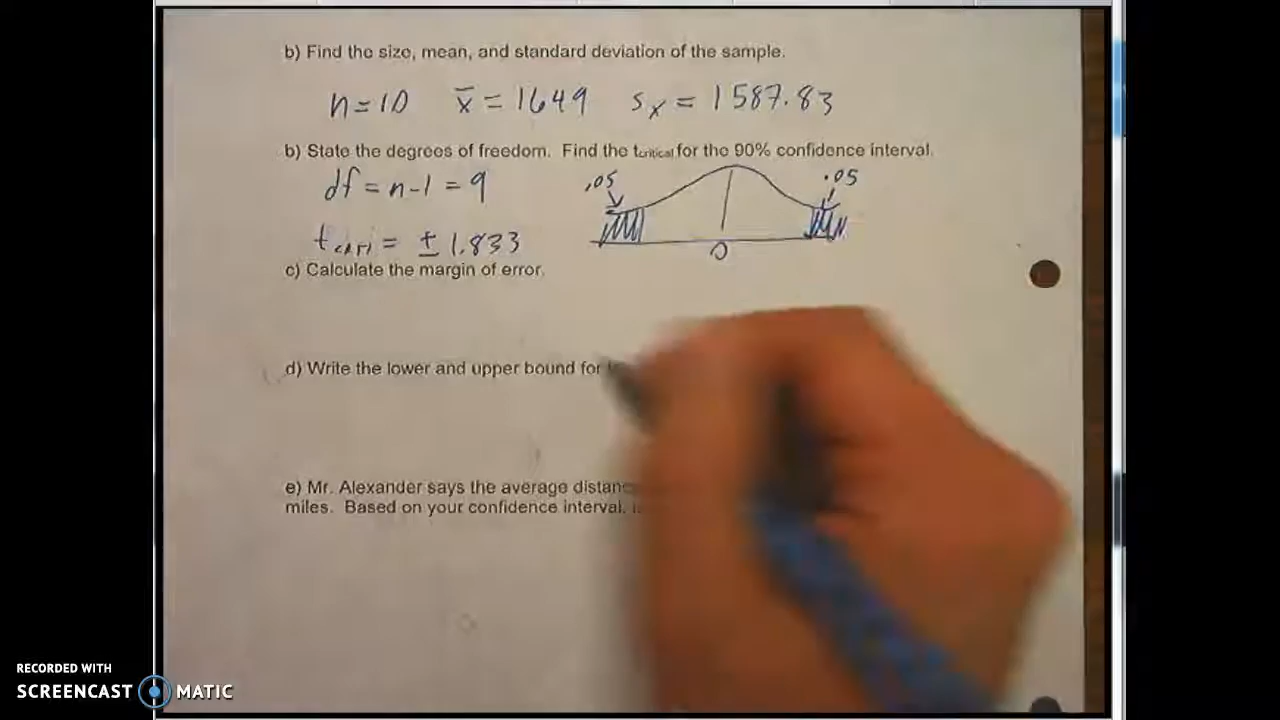 b) Find the size, mean, and standard deviation of the sample.
n = 10 x̄ = 1649 sx = 1587.83
b) State the degrees of freedom. Find the tcritical for the 90% confidence interval.
df = n-1 = 9
.05 .05
tcrit = ± 1.833
0
c) Calculate the margin of error.
d) Write the lower and upper bound for
e) Mr. Alexander says the average
miles. Based on your confidence interval,
RECORDED WITH
SCREENCAST MATIC